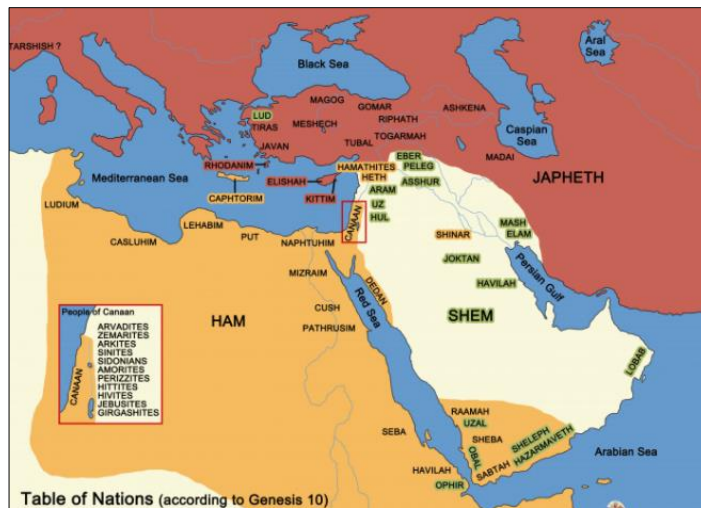 TARSHISH ?
Black Sea
Aral
Sea
Caspian
Sea
MAGOG
GOMAR
ASHKENA
LUD
TIRAS
MESHECH
RIPHATH
TOGARMAH
JAVAN
TUBAL
MADAI
JAPHETH
RHODANIM
ELISHAH
KITTIM
CAPHTORIM
Mediterranean Sea
HAMATHITES
HETH
EBER
PELEG
ASSHUR
ARAM
UZ
HUL
CANAAN
LUDIUM
CASLUHIM
LEHABIM
PUT
NAPHTUHIM
SHINAR
MASH
ELAM
JOKTAN
HAVILAH
Persian Gulf
MIZRAIM
DEDAN
Red Sea
SHEM
HAM
CUSH
PATHRUSIM
LOBAB
People of Canaan
ARVADITES
ZEMARITES
ARKITES
SINITES
SIDONIANS
AMORITES
PERIZZITES
HITTITES
HIVITES
JEBUSITES
GIRGASHITES
CANAAN
SEBA
RAAMAH
UZAL
SHEBA
OBAL
SABTAH
SHELEPH
HAZARMAVETH
Arabian Sea
HAVILAH
OPHIR
Table of Nations (according to Genesis 10)